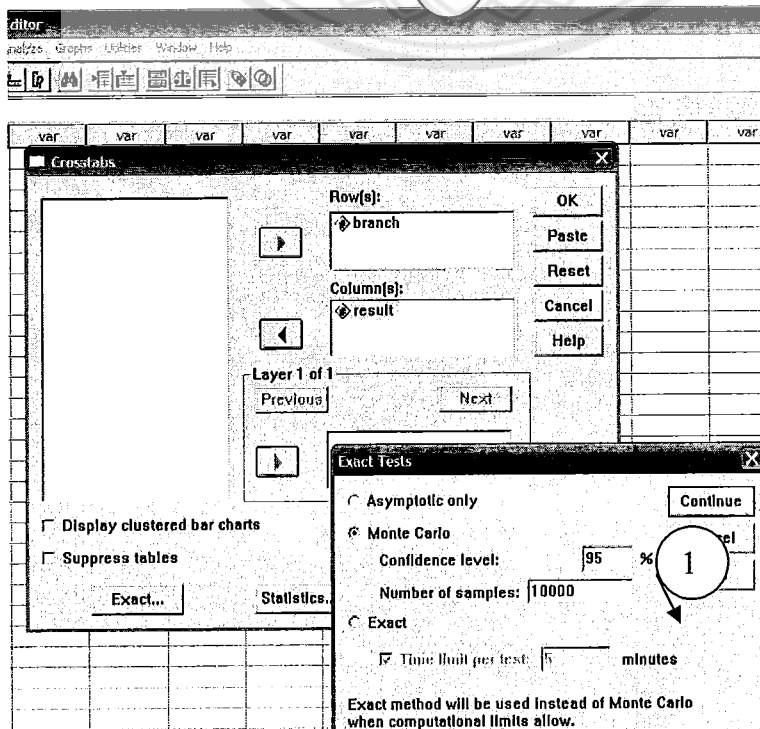 ditor
nalyze Graphs Utilities Window Help
var var var var var var var var var var
Crosstabs
Row(s):
branch
OK
Paste
Reset
Column(s):
result
Cancel
Help
Layer 1 of 1
Previous Next
Display clustered bar charts
Suppress tables
Exact... Statistics..
Exact Tests
Asymptotic only
Continue
Monte Carlo
el
Confidence level: 95 %
1
Number of samples: 10000
Exact
Time limit per test: 5 minutes
Exact method will be used instead of Monte Carlo
when computational limits allow.